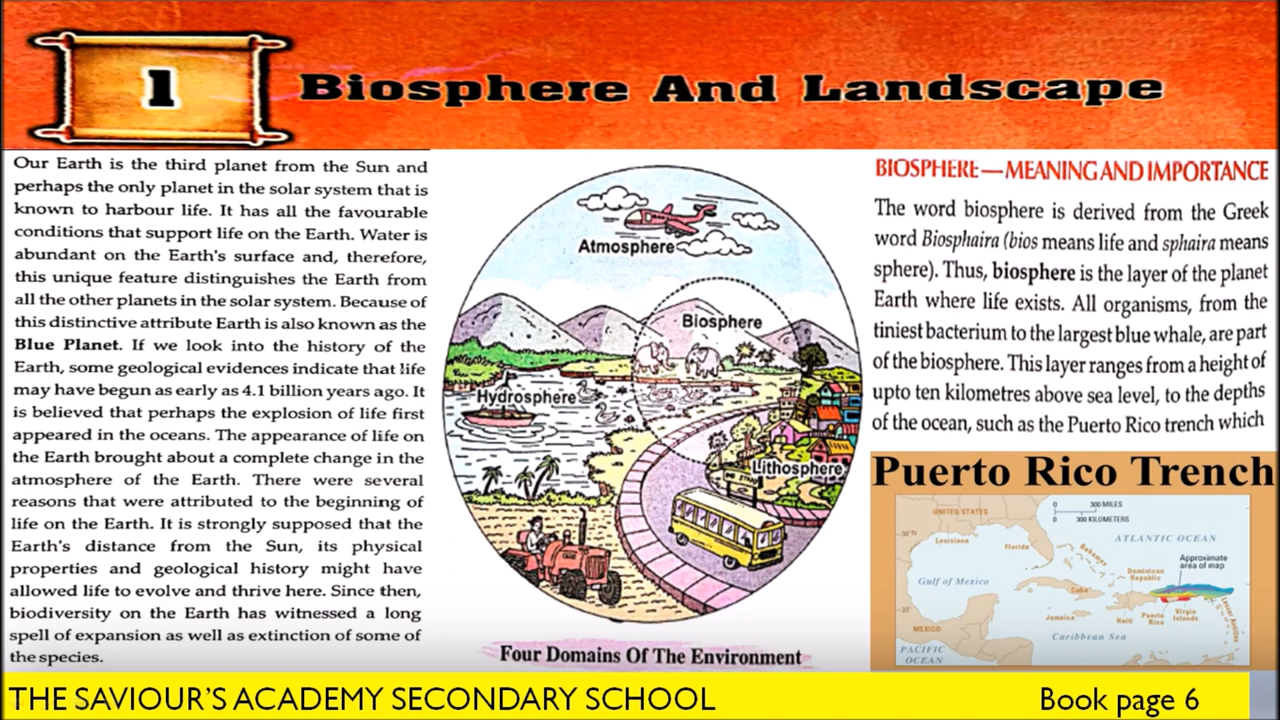 1
Biosphere And Landscape
Our Earth is the third planet from the Sun and
perhaps the only planet in the solar system that is
known to harbour life. It has all the favourable
conditions that support life on the Earth. Water is
abundant on the Earth's surface and, therefore,
this unique feature distinguishes the Earth from
all the other planets in the solar system. Because of
this distinctive attribute Earth is also known as the
Blue Planet. If we look into the history of the
Earth, some geological evidences indicate that life
may have begun as early as 4.1 billion years ago. It
is believed that perhaps the explosion of life first
appeared in the oceans. The appearance of life on
the Earth brought about a complete change in the
atmosphere of the Earth. There were several
reasons that were attributed to the beginning of
life on the Earth. It is strongly supposed that the
Earth's distance from the Sun, its physical
properties and geological history might have
allowed life to evolve and thrive here. Since then,
biodiversity on the Earth has witnessed a long
spell of expansion as well as extinction of some of
the species.
Atmosphere
Biosphere
Hydrosphere
Lithosphere
Four Domains Of The Environment
BIOSPHERE—MEANING AND IMPORTANCE
The word biosphere is derived from the Greek
word Biosphaira (bios means life and sphaira means
sphere). Thus, biosphere is the layer of the planet
Earth where life exists. All organisms, from the
tiniest bacterium to the largest blue whale, are part
of the biosphere. This layer ranges from a height of
upto ten kilometres above sea level, to the depths
of the ocean, such as the Puerto Rico trench which
Puerto Rico Trench
0 300 MILES
0 300 KILOMETERS
UNITED STATES
ATLANTIC OCEAN
30°N
Louisiana
Florida
Bahamas
Approximate
area of map
Gulf of Mexico
Dominican
Republic
Cuba
20°
Jamaica
Haiti
Puerto
Rico
Virgin
Islands
Lesser Antilles
MEXICO
Caribbean Sea
PACIFIC
OCEAN
THE SAVIOUR'S ACADEMY SECONDARY SCHOOL
Book page 6